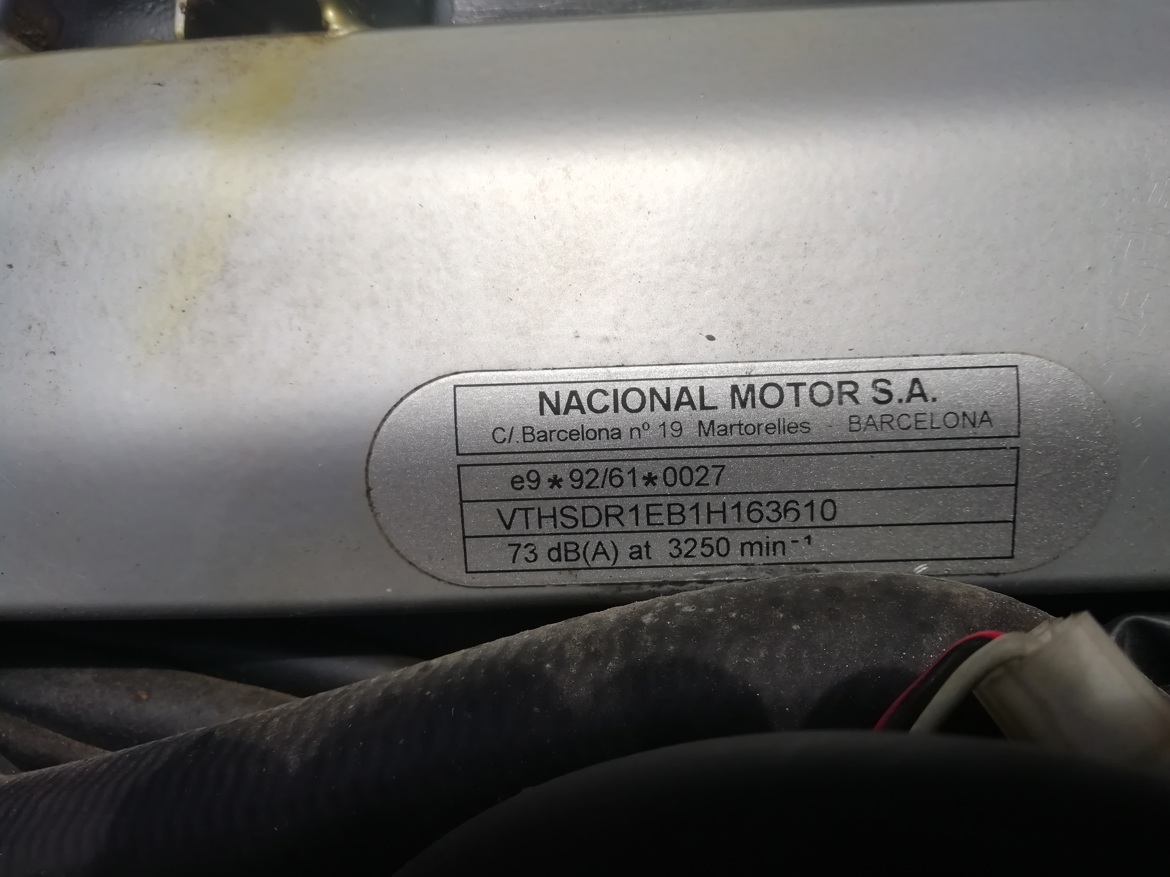 NACIONAL MOTOR S.A.
C/.Barcelona nº 19 Martorelles - BARCELONA
e9*92/61*0027
VTHSDR1EB1H163610
73 dB(A) at 3250 min⁻¹